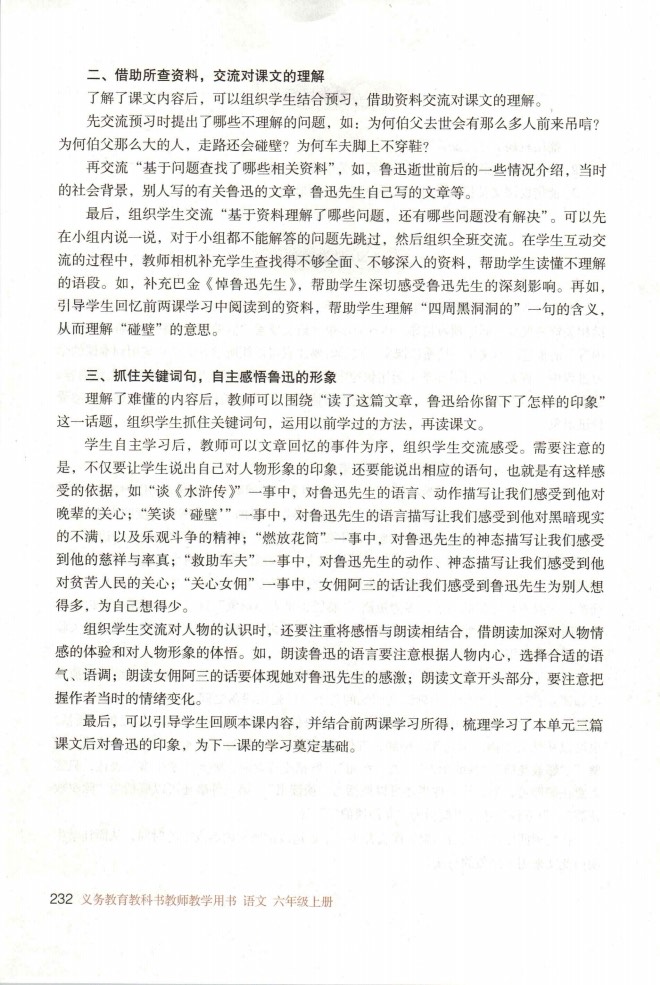 二、借助所查资料，交流对课文的理解
了解了课文内容后，可以组织学生结合预习，借助资料交流对课文的理解。
先交流预习时提出了哪些不理解的问题，如：为何伯父去世会有那么多人前来吊唁？
为何伯父那么大的人，走路还会碰壁？为何车夫脚上不穿鞋？
再交流“基于问题查找了哪些相关资料”，如，鲁迅逝世前后的一些情况介绍，当时
的社会背景，别人写的有关鲁迅的文章，鲁迅先生自己写的文章等。
最后，组织学生交流“基于资料理解了哪些问题，还有哪些问题没有解决”。可以先
在小组内说一说，对于小组都不能解答的问题先跳过，然后组织全班交流。在学生互动交
流的过程中，教师相机补充学生查找得不够全面、不够深入的资料，帮助学生读懂不理解
的语段。如，补充巴金《悼鲁迅先生》，帮助学生深切感受鲁迅先生的深刻影响。再如，
引导学生回忆前两课学习中阅读到的资料，帮助学生理解“四周黑洞洞的”一句的含义，
从而理解“碰壁”的意思。
三、抓住关键词句，自主感悟鲁迅的形象
理解了难懂的内容后，教师可以围绕“读了这篇文章，鲁迅给你留下了怎样的印象”
这一话题，组织学生抓住关键词句，运用以前学过的方法，再读课文。
学生自主学习后，教师可以文章回忆的事件为序，组织学生交流感受。需要注意的
是，不仅要让学生说出自己对人物形象的印象，还要能说出相应的语句，也就是有这样感
受的依据，如“谈《水浒传》”一事中，对鲁迅先生的语言、动作描写让我们感受到他对
晚辈的关心；“笑谈‘碰壁’”一事中，对鲁迅先生的语言描写让我们感受到他对黑暗现实
的不满，以及乐观斗争的精神；“燃放花筒”一事中，对鲁迅先生的神态描写让我们感受
到他的慈祥与率真；“救助车夫”一事中，对鲁迅先生的动作、神态描写让我们感受到他
对贫苦人民的关心；“关心女佣”一事中，女佣阿三的话让我们感受到鲁迅先生为别人想
得多，为自己想得少。
组织学生交流对人物的认识时，还要注重将感悟与朗读相结合，借朗读加深对人物情
感的体验和对人物形象的体悟。如，朗读鲁迅的语言要注意根据人物内心，选择合适的语
气、语调；朗读女佣阿三的话要体现她对鲁迅先生的感激；朗读文章开头部分，要注意把
握作者当时的情绪变化。
最后，可以引导学生回顾本课内容，并结合前两课学习所得，梳理学习了本单元三篇
课文后对鲁迅的印象，为下一课的学习奠定基础。
232 义务教育教科书教师教学用书 语文 六年级上册